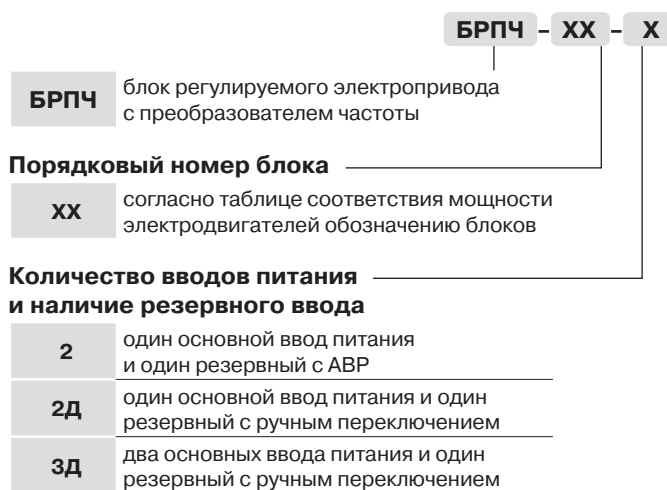 БРПЧ – XX – X
БРПЧ
блок регулируемого электропривода
с преобразователем частоты
Порядковый номер блока
XX
согласно таблице соответствия мощности
электродвигателей обозначению блоков
Количество вводов питания
и наличие резервного ввода
2
один основной ввод питания
и один резервный с АВР
2Д
один основной ввод питания и один
резервный с ручным переключением
3Д
два основных ввода питания и один
резервный с ручным переключением